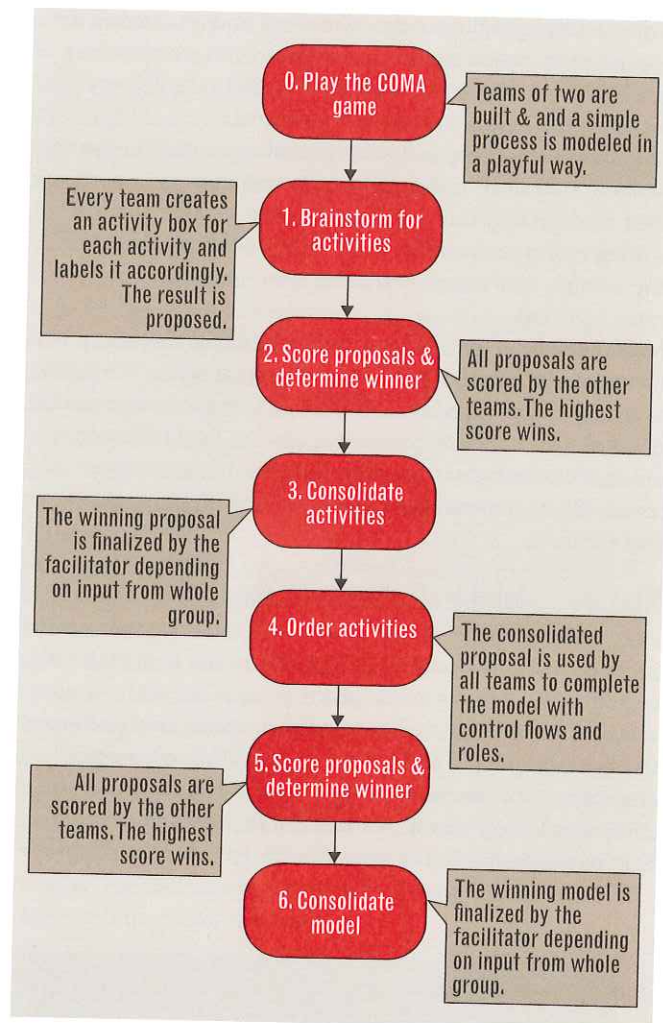 0. Play the COMA
game
Teams of two are
built & and a simple
process is modeled in
a playful way.
Every team creates
an activity box for
each activity and
labels it accordingly.
The result is
proposed.
1. Brainstorm for
activities
2. Score proposals &
determine winner
All proposals are
scored by the other
teams. The highest
score wins.
3. Consolidate
activities
The winning proposal
is finalized by the
facilitator depending
on input from whole
group.
4. Order activities
The consolidated
proposal is used by
all teams to complete
the model with
control flows and
roles.
5. Score proposals &
determine winner
All proposals are
scored by the other
teams. The highest
score wins.
6. Consolidate
model
The winning model is
finalized by the
facilitator depending
on input from whole
group.